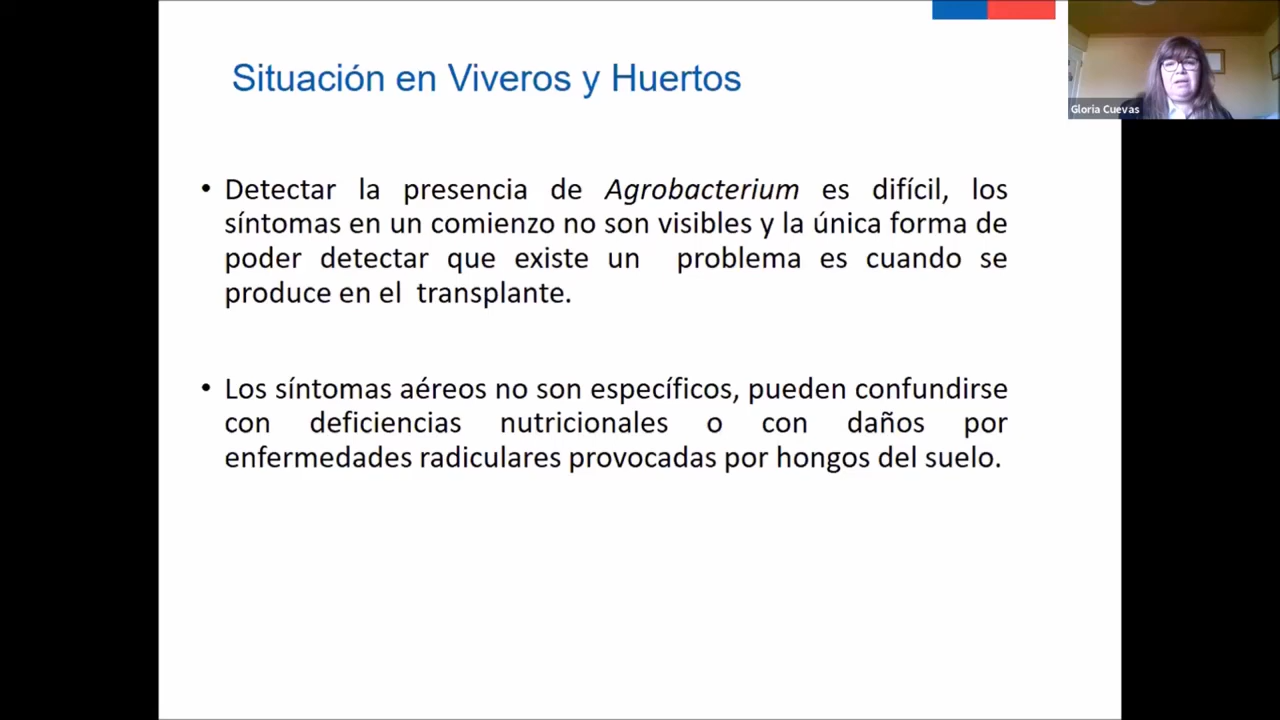 Situación en Viveros y Huertos
Gloria Cuevas
• Detectar la presencia de Agrobacterium es difícil, los
síntomas en un comienzo no son visibles y la única forma de
poder detectar que existe un problema es cuando se
produce en el transplante.
• Los síntomas aéreos no son específicos, pueden confundirse
con deficiencias nutricionales o con daños por
enfermedades radiculares provocadas por hongos del suelo.